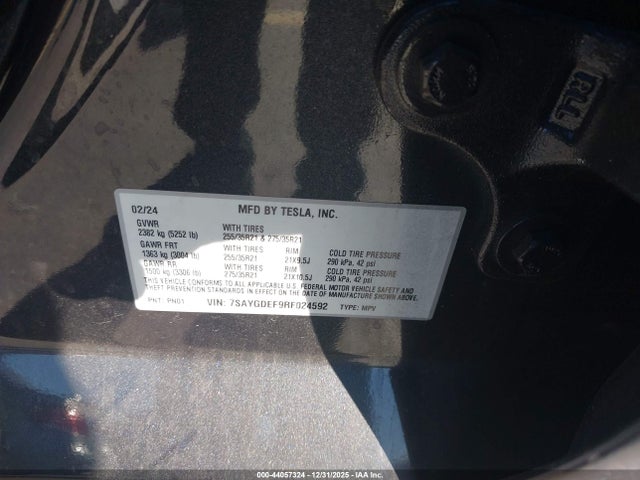 RLL
02/24 MFD BY TESLA, INC.
GVWR WITH TIRES
2382 kg (5252 lb) 255/35R21 & 275/35R21
GAWR FRT WITH TIRES RIM COLD TIRE PRESSURE
1363 kg (3004 lb) 255/35R21 21X9.5J 290 kPa, 42 psi
GAWR RR WITH TIRES RIM COLD TIRE PRESSURE
1500 kg (3306 lb) 275/35R21 21X10.5J 290 kPa, 42 psi
THIS VEHICLE CONFORMS TO ALL APPLICABLE U.S. FEDERAL MOTOR VEHICLE SAFETY AND
THEFT PREVENTION STANDARDS IN EFFECT ON THE DATE OF MANUFACTURE SHOWN ABOVE.
PNT: PN01 VIN: 7SAYGDEF9RF024592 TYPE: MPV
000-44057324 - 12/31/2025 - IAAI.COM